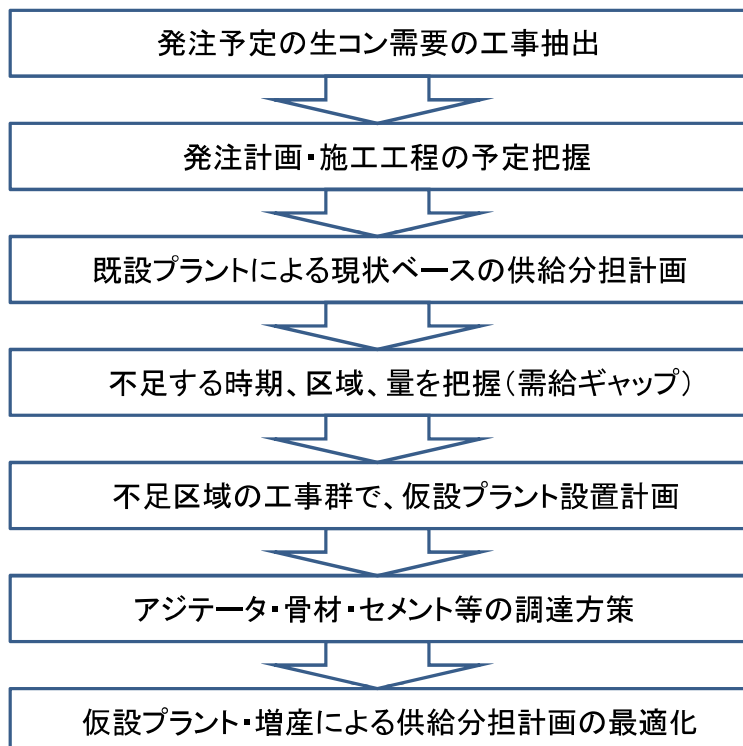 発注予定の生コン需要の工事抽出
発注計画・施工工程の予定把握
既設プラントによる現状ベースの供給分担計画
不足する時期、区域、量を把握(需給ギャップ)
不足区域の工事群で、仮設プラント設置計画
アジテータ・骨材・セメント等の調達方策
仮設プラント・増産による供給分担計画の最適化